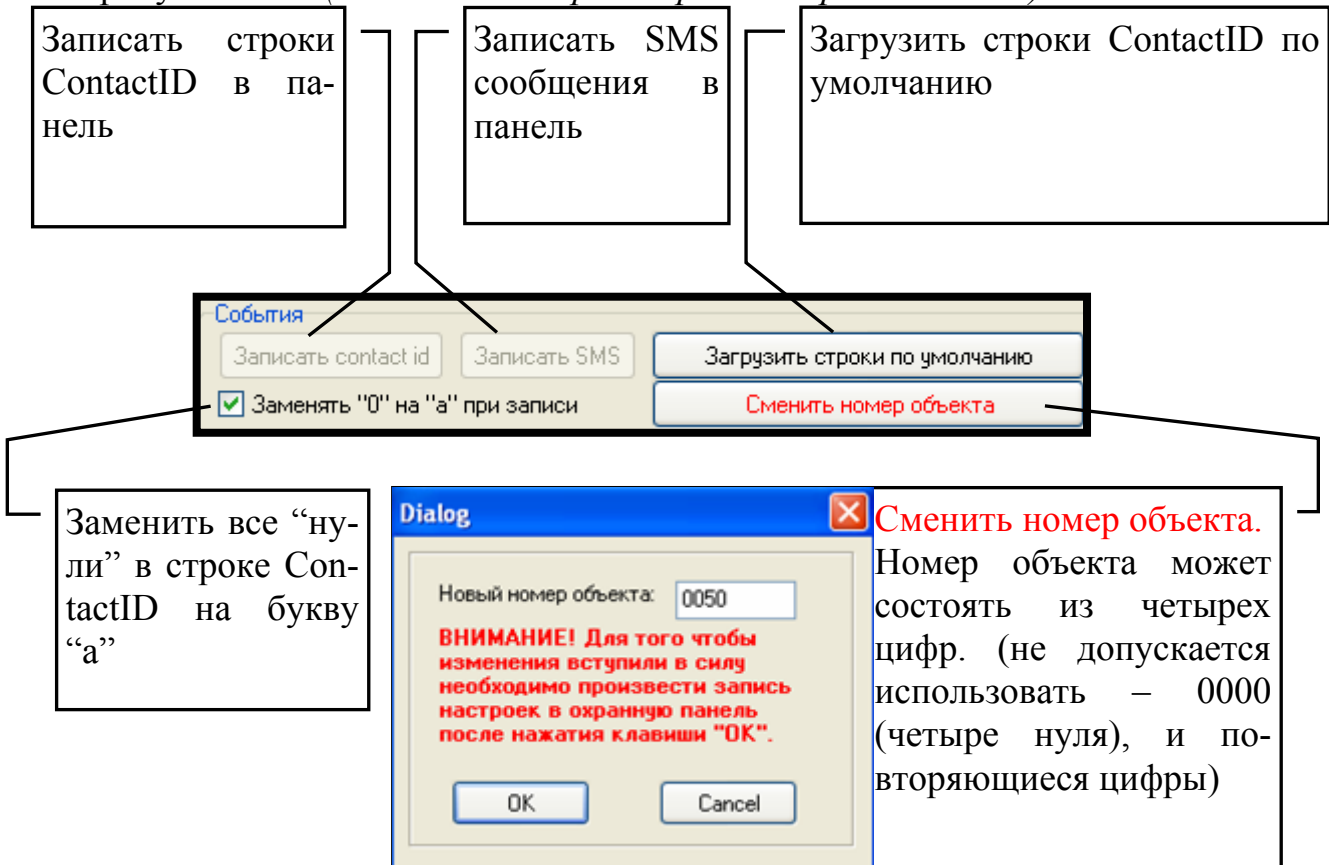 Записать строки
ContactID в па-
нель
Записать SMS
сообщения в
панель
Загрузить строки ContactID по
умолчанию
События
Записать contact id
Записать SMS
Загрузить строки по умолчанию
Заменять "0" на "a" при записи
Сменить номер объекта
Заменить все “ну-
ли” в строке Con-
tactID на букву
“а”
Dialog
Новый номер объекта: 0050
ВНИМАНИЕ! Для того чтобы
изменения вступили в силу
необходимо произвести запись
настроек в охранную панель
после нажатия клавиши "ОК".
OK
Cancel
Сменить номер объекта.
Номер объекта может
состоять из четырех
цифр. (не допускается
использовать – 0000
(четыре нуля), и по-
вторяющиеся цифры)